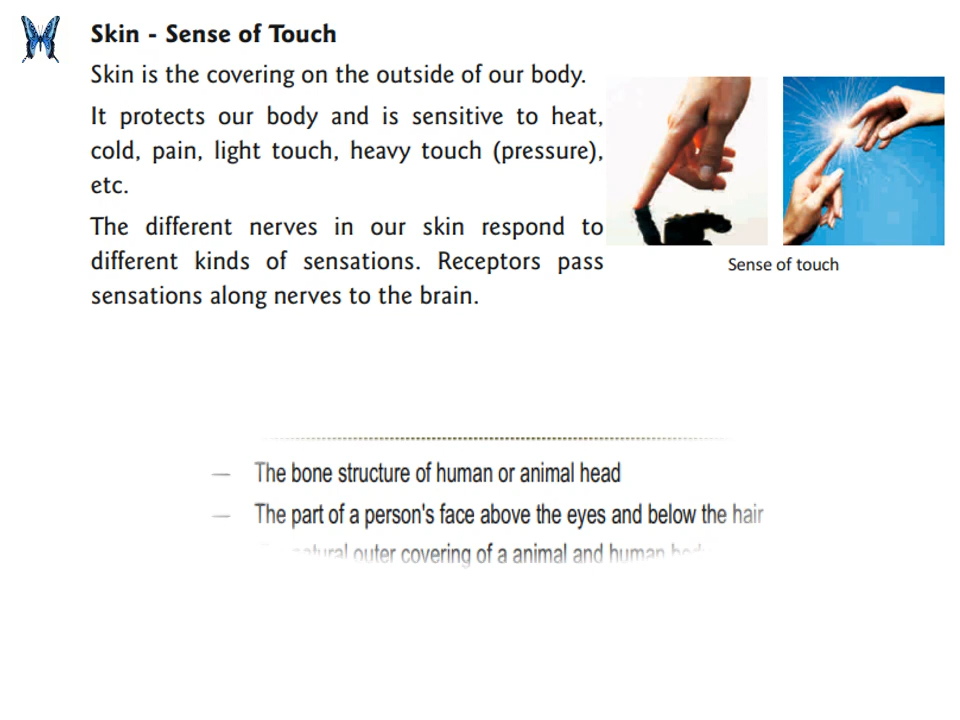 Skin - Sense of Touch
Skin is the covering on the outside of our body.
It protects our body and is sensitive to heat,
cold, pain, light touch, heavy touch (pressure),
etc.
The different nerves in our skin respond to
different kinds of sensations. Receptors pass
sensations along nerves to the brain.
Sense of touch
— The bone structure of human or animal head
— The part of a person's face above the eyes and below the hair
outer covering of a animal and human